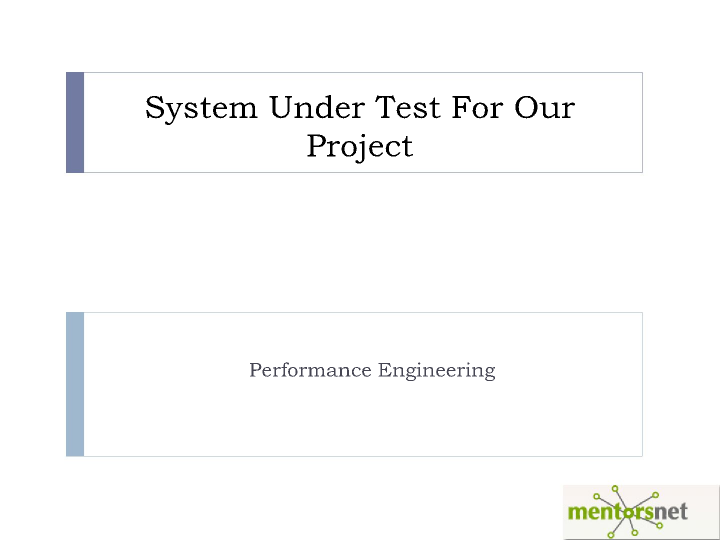 System Under Test For Our
Project
Performance Engineering
mentorsnet